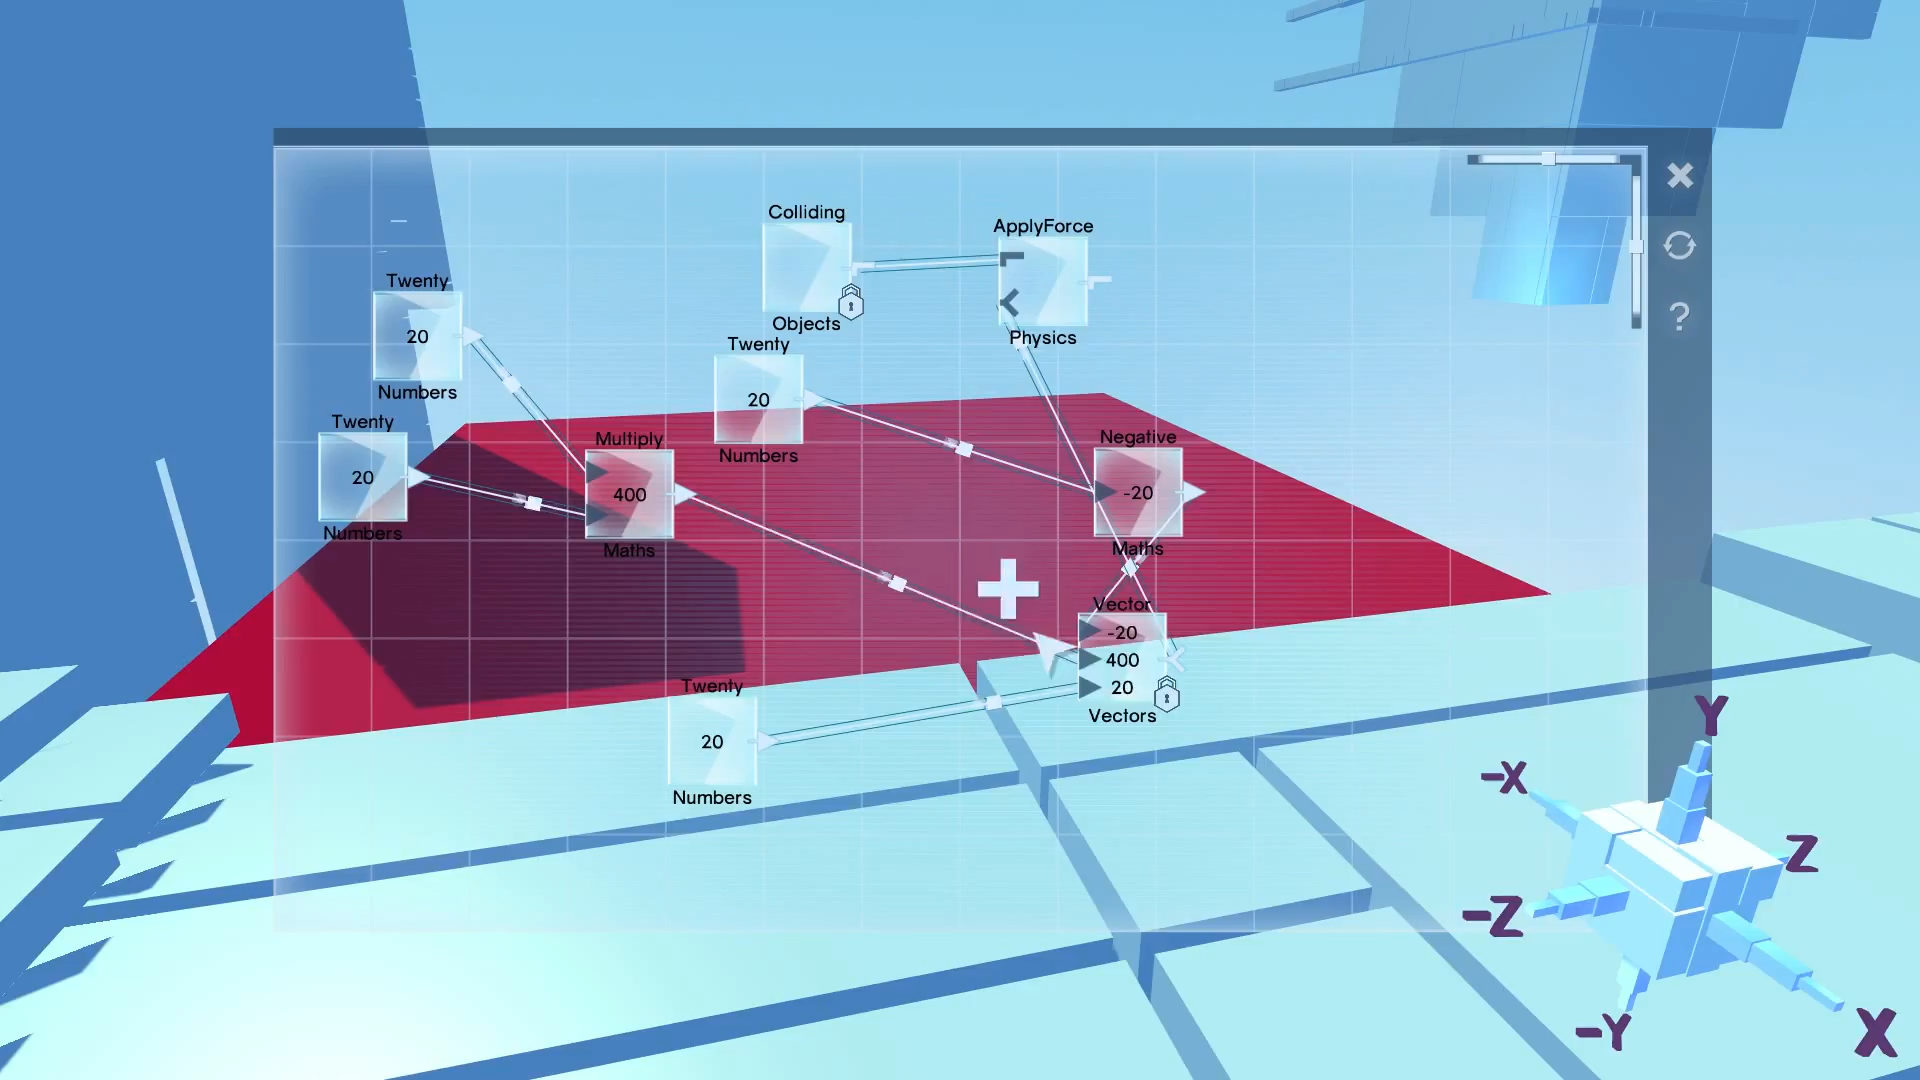 Colliding
Objects
ApplyForce
Physics
Twenty
20
Numbers
Twenty
20
Numbers
Twenty
20
Numbers
Multiply
400
Maths
Negative
-20
Maths
Vector
-20
400
20
Vectors
Twenty
20
Numbers
?
Y
-X
Z
-Z
-Y
X